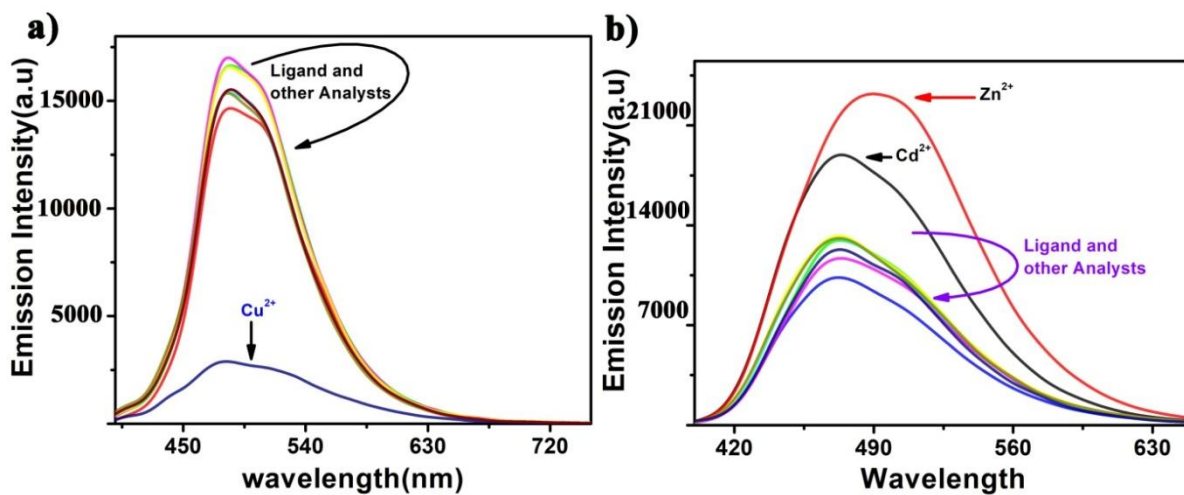 a)
Emission Intensity(a.u)
15000
10000
5000
Ligand and
other Analysts
Cu2+
450 540 630 720
wavelength(nm)
b)
Emission Intensity(a.u)
21000
14000
7000
Zn2+
Cd2+
Ligand and
other Analysts
420 490 560 630
Wavelength